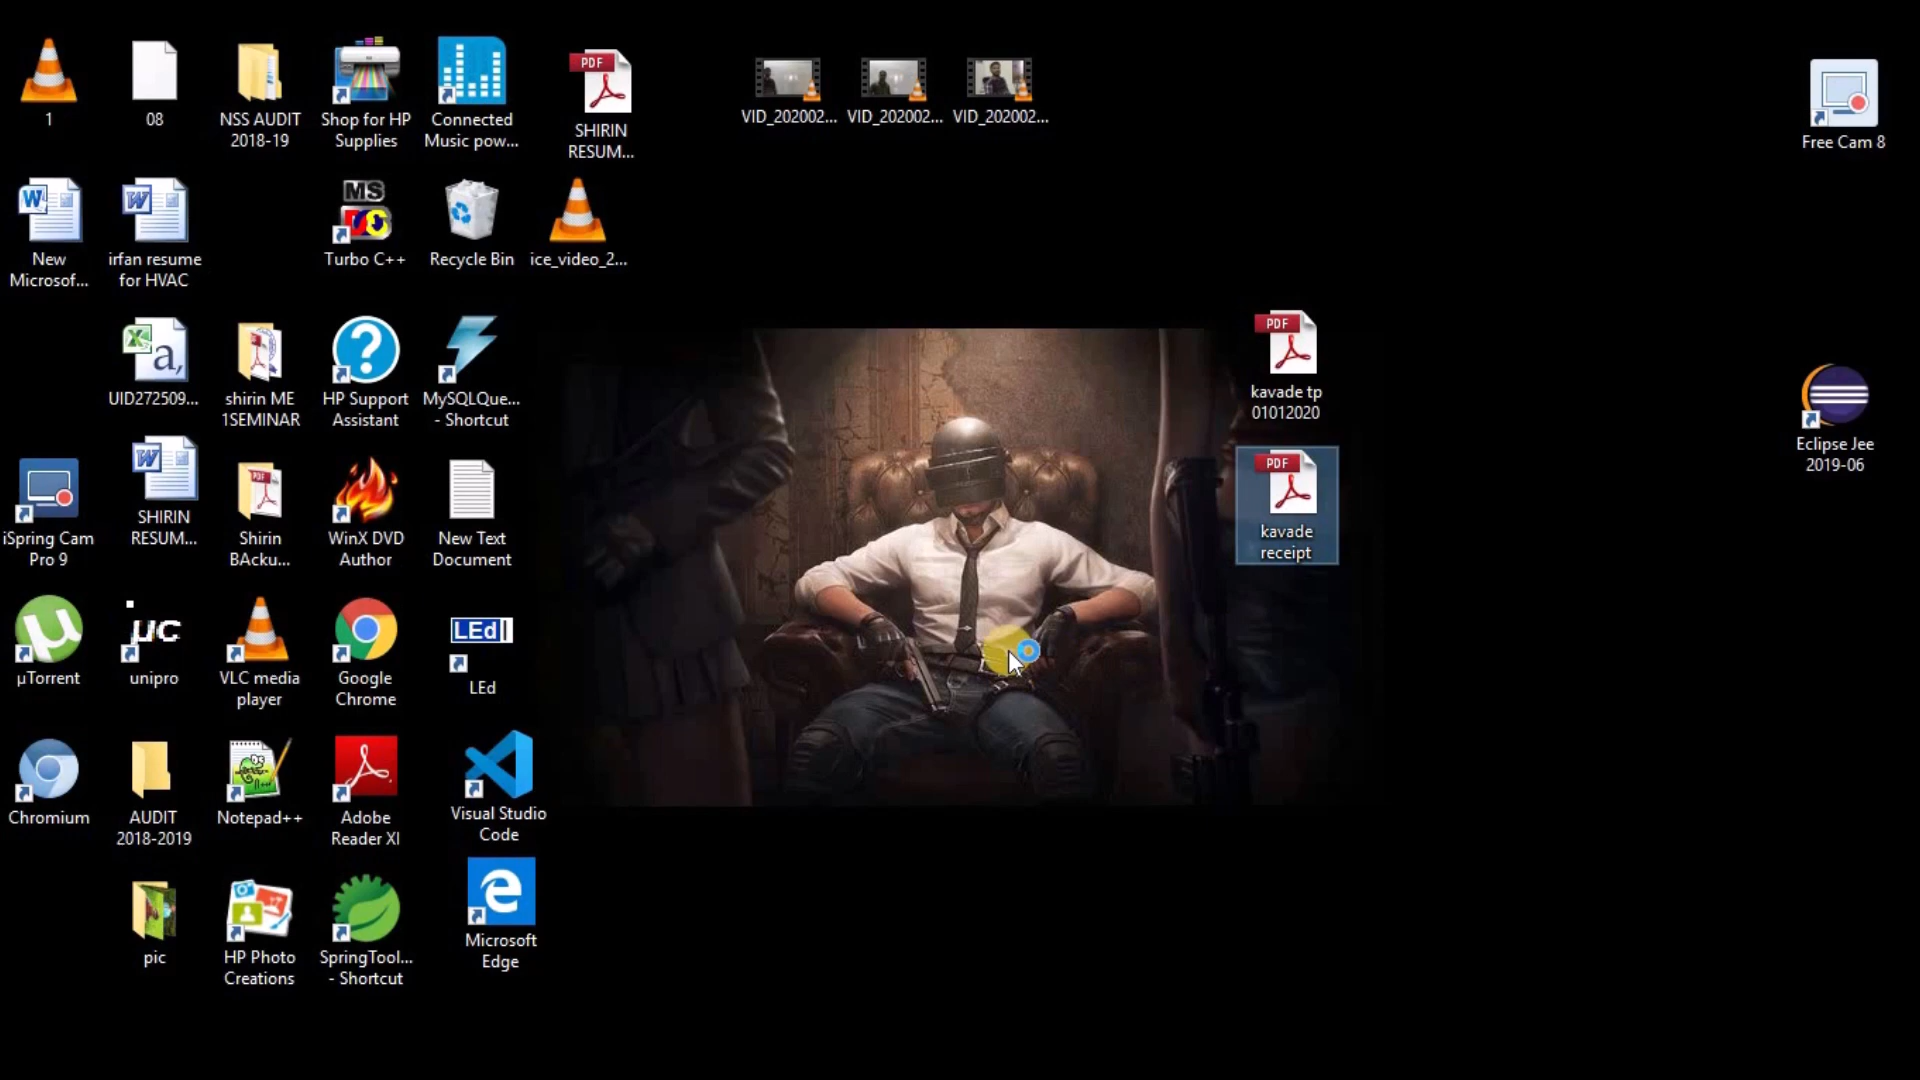 1
08
NSS AUDIT
2018-19
Shop for HP
Supplies
Connected
Music pow...
PDF
SHIRIN
RESUM...
VID_202002...
VID_202002...
VID_202002...
Free Cam 8
New
Microsof...
irfan resume
for HVAC
MS
Turbo C++
Recycle Bin
ice_video_2...
UID272509...
shirin ME
1SEMINAR
HP Support
Assistant
MySQLQue...
- Shortcut
PDF
kavade tp
01012020
Eclipse Jee
2019-06
iSpring Cam
Pro 9
SHIRIN
RESUM...
Shirin
BAcku...
WinX DVD
Author
New Text
Document
PDF
kavade
receipt
µTorrent
µc
unipro
VLC media
player
Google
Chrome
LEd
LEd
Chromium
AUDIT
2018-2019
Notepad++
Adobe
Reader XI
Visual Studio
Code
pic
HP Photo
Creations
SpringTool...
- Shortcut
Microsoft
Edge